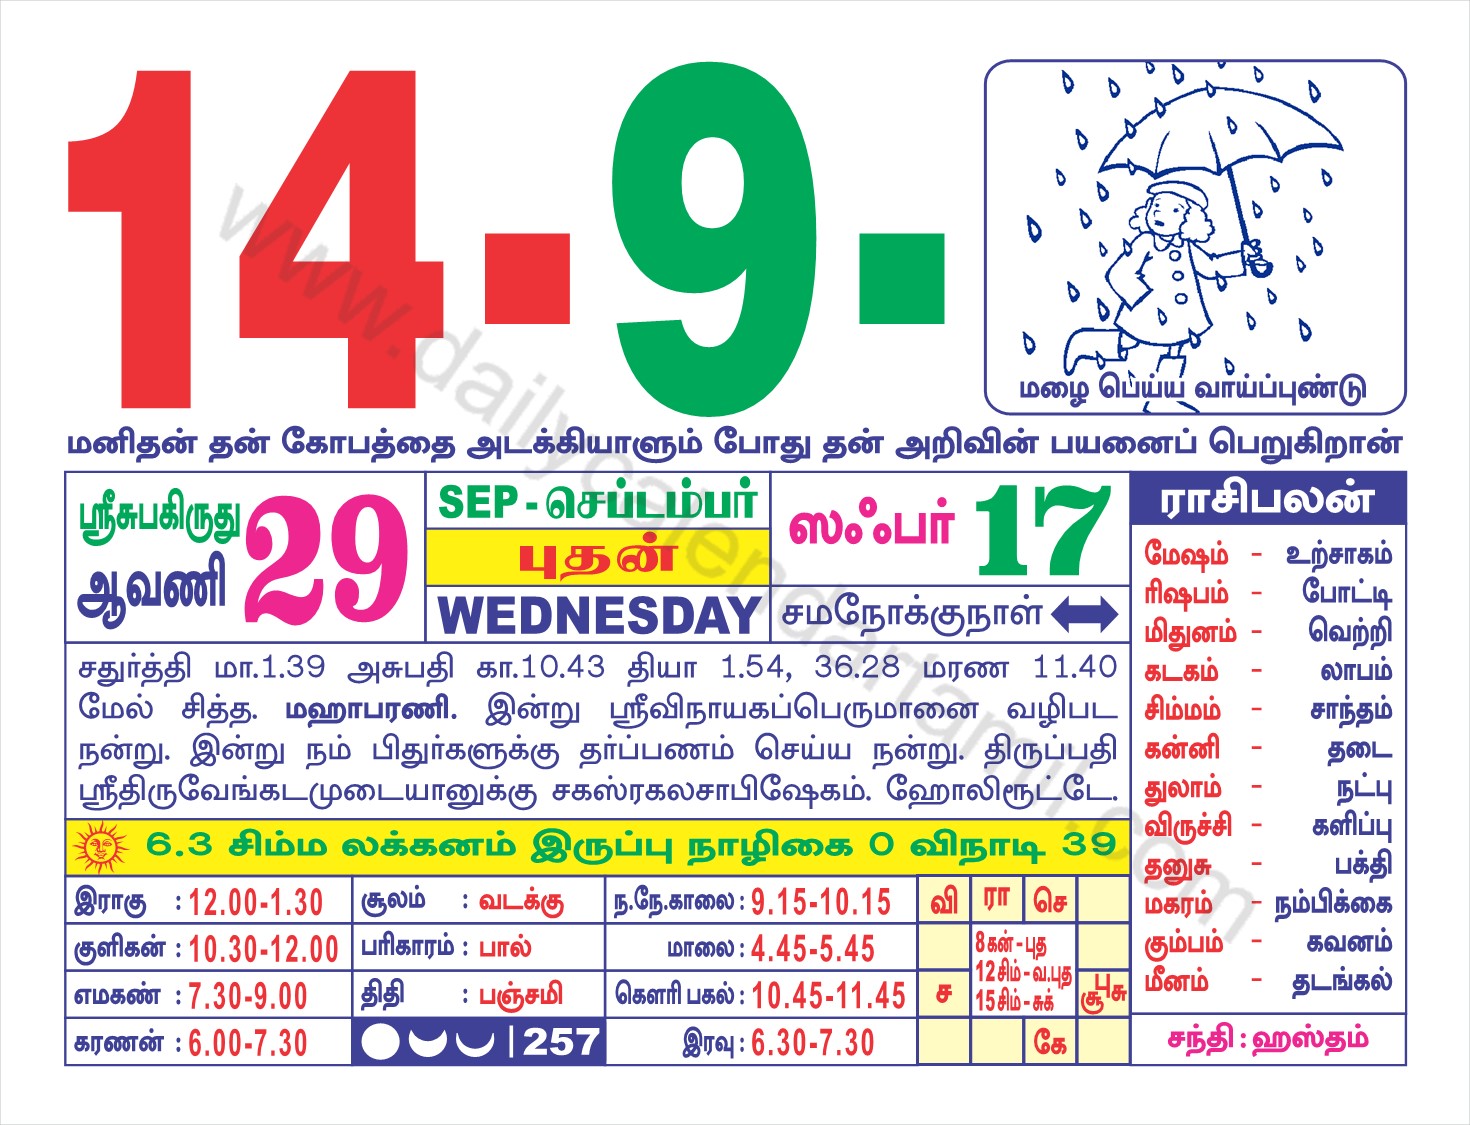 14-9-
மழை பெய்ய வாய்ப்புண்டு
மனிதன் தன் கோபத்தை அடக்கியாளும் போது தன் அறிவின் பயனைப் பெறுகிறான்
ஸ்ரீசுபகிருது
ஆவணி 29
SEP - செப்டம்பர்
புதன்
WEDNESDAY
ஸஃபர் 17
சமநோக்குநாள்
சதுர்த்தி மா.1.39 அசுபதி கா.10.43 தியா 1.54, 36.28 மரண 11.40
மேல் சித்த. மஹாபரணி. இன்று ஸ்ரீவிநாயகப்பெருமானை வழிபட
நன்று. இன்று நம் பிதுர்களுக்கு தர்ப்பணம் செய்ய நன்று. திருப்பதி
ஸ்ரீதிருவேங்கடமுடையானுக்கு சகஸ்ரகலசாபிஷேகம். ஹோலிரூட்டே.
6.3 சிம்ம லக்கனம் இருப்பு நாழிகை 0 விநாடி 39
இராகு : 12.00-1.30
குளிகன் : 10.30-12.00
எமகண் : 7.30-9.00
கரணன் : 6.00-7.30
சூலம் : வடக்கு
பரிகாரம் : பால்
திதி : பஞ்சமி
257
ந.நே.காலை : 9.15-10.15
மாலை : 4.45-5.45
கௌரி பகல் : 10.45-11.45
இரவு : 6.30-7.30
வி ரா செ
8கன்-புத
12சிம்-வ.புத
15சிம்-சுக்
ச
பு
சூ சு
கே
ராசிபலன்
மேஷம் - உற்சாகம்
ரிஷபம் - போட்டி
மிதுனம் - வெற்றி
கடகம் - லாபம்
சிம்மம் - சாந்தம்
கன்னி - தடை
துலாம் - நட்பு
விருச்சி - களிப்பு
தனுசு - பக்தி
மகரம் - நம்பிக்கை
கும்பம் - கவனம்
மீனம் - தடங்கல்
சந்தி : ஹஸ்தம்
www.dailycalendartamil.com